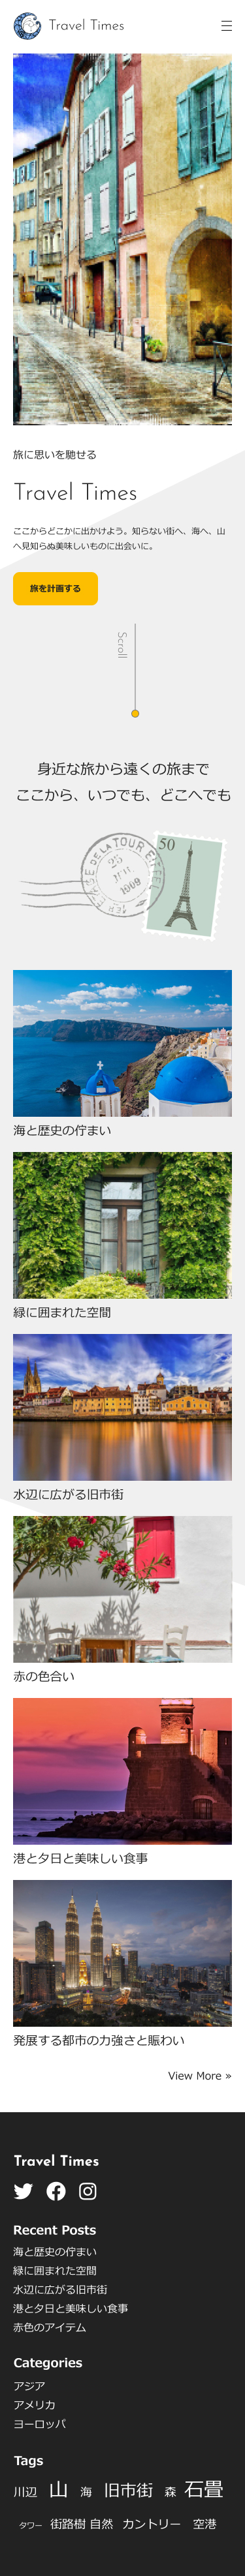 Travel Times
旅に思いを馳せる
Travel Times
ここからどこかに出かけよう。知らない街へ、海へ、山
へ見知らぬ美味しいものに出会いに。
旅を計画する
Scroll
身近な旅から遠くの旅まで
ここから、いつでも、どこへでも
DE LA TOUR EIFFEL
25
AOU
1909
50
海と歴史の佇まい
緑に囲まれた空間
水辺に広がる旧市街
赤の色合い
港と夕日と美味しい食事
発展する都市の力強さと賑わい
View More »
Travel Times
Recent Posts
海と歴史の佇まい
緑に囲まれた空間
水辺に広がる旧市街
港と夕日と美味しい食事
赤色のアイテム
Categories
アジア
アメリカ
ヨーロッパ
Tags
川辺 山 海 旧市街 森 石畳
タワー 街路樹 自然 カントリー 空港